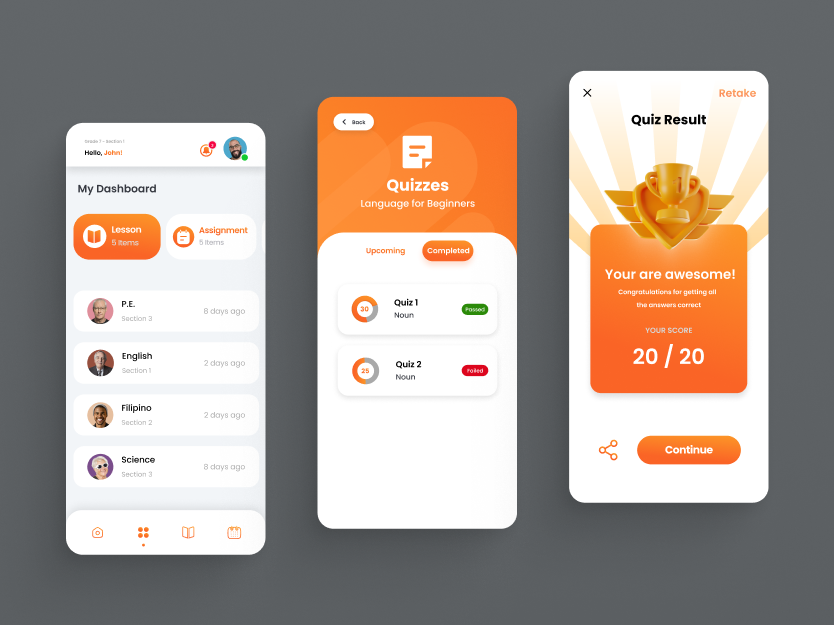 Grade 7 - Section 1
Hello, John!
2
My Dashboard
Lesson
5 Items
Assignment
5 Items
P.E.
Section 3
8 days ago
English
Section 1
2 days ago
Filipino
Section 2
2 days ago
Science
Section 3
8 days ago
Back
Quizzes
Language for Beginners
Upcoming
Completed
30
Quiz 1
Noun
Passed
25
Quiz 2
Noun
Failed
Retake
Quiz Result
Your are awesome!
Congratulations for getting all
the answers correct
YOUR SCORE
20 / 20
Continue